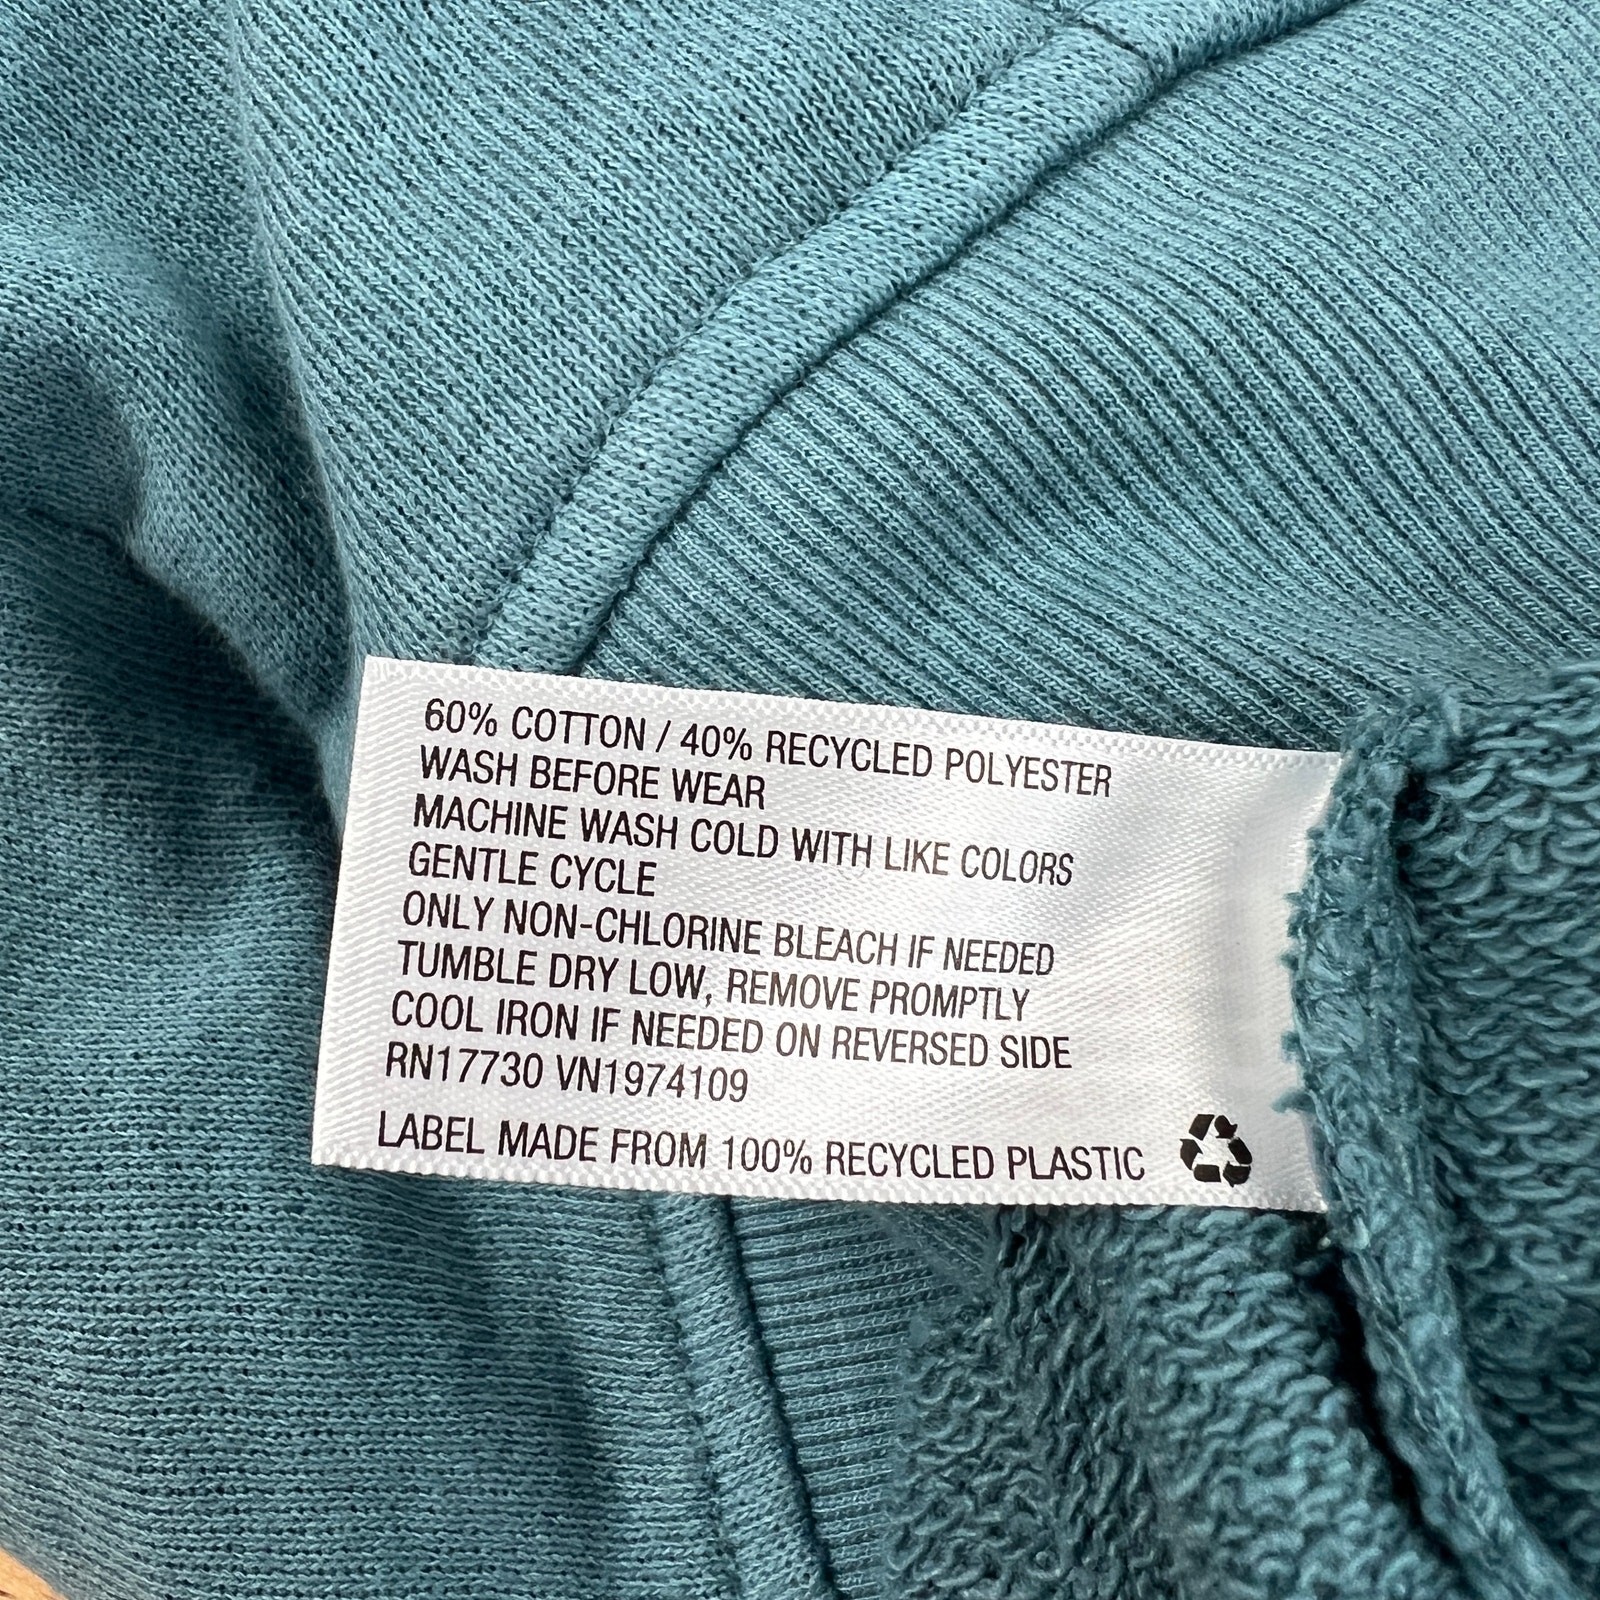 60% COTTON / 40% RECYCLED POLYESTER
WASH BEFORE WEAR
MACHINE WASH COLD WITH LIKE COLORS
GENTLE CYCLE
ONLY NON-CHLORINE BLEACH IF NEEDED
TUMBLE DRY LOW, REMOVE PROMPTLY
COOL IRON IF NEEDED ON REVERSED SIDE
RN17730 VN1974109
LABEL MADE FROM 100% RECYCLED PLASTIC